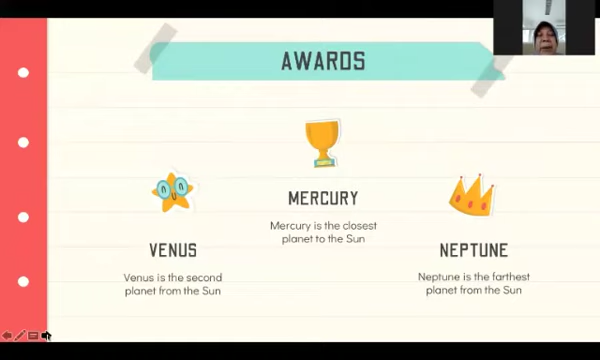 AWARDS
MERCURY
Mercury is the closest
planet to the Sun
VENUS
Venus is the second
planet from the Sun
NEPTUNE
Neptune is the farthest
planet from the Sun